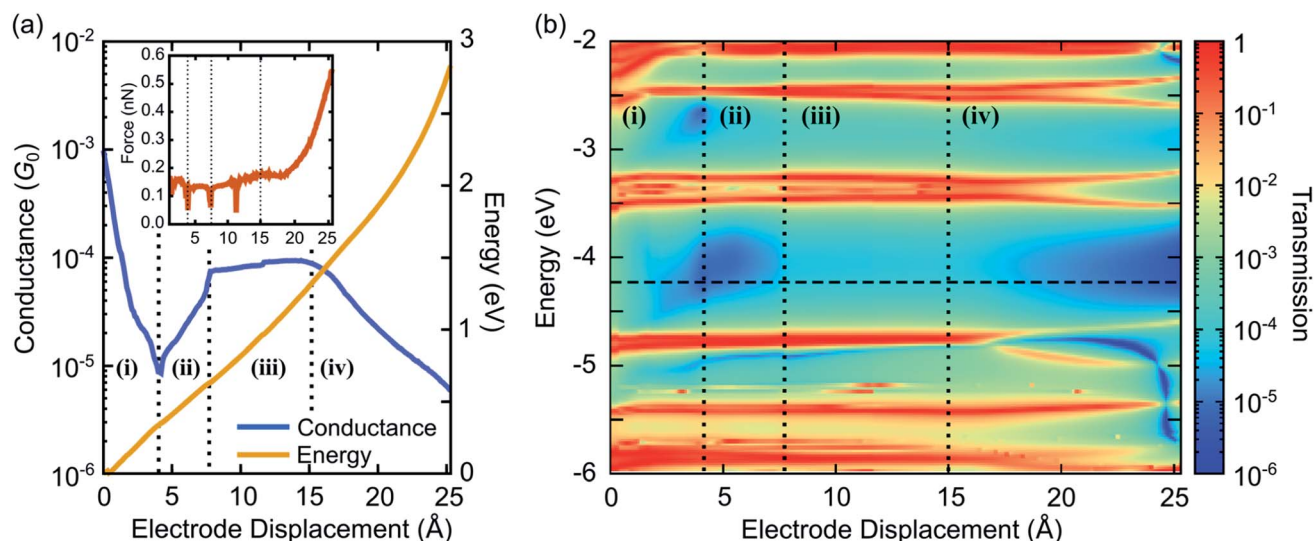 (a)
10⁻²
10⁻³
10⁻⁴
10⁻⁵
10⁻⁶
Conductance (G₀)
0.6
0.5
0.4
0.3
0.2
0.1
0.0
Force (nN)
5 10 15 20 25
3
2
1
0
Energy (eV)
(i) (ii) (iii) (iv)
Conductance
Energy
0 5 10 15 20 25
Electrode Displacement (Å)
(b)
-2
-3
-4
-5
-6
Energy (eV)
(i) (ii) (iii) (iv)
0 5 10 15 20 25
Electrode Displacement (Å)
1
10⁻¹
10⁻²
10⁻³
10⁻⁴
10⁻⁵
10⁻⁶
Transmission